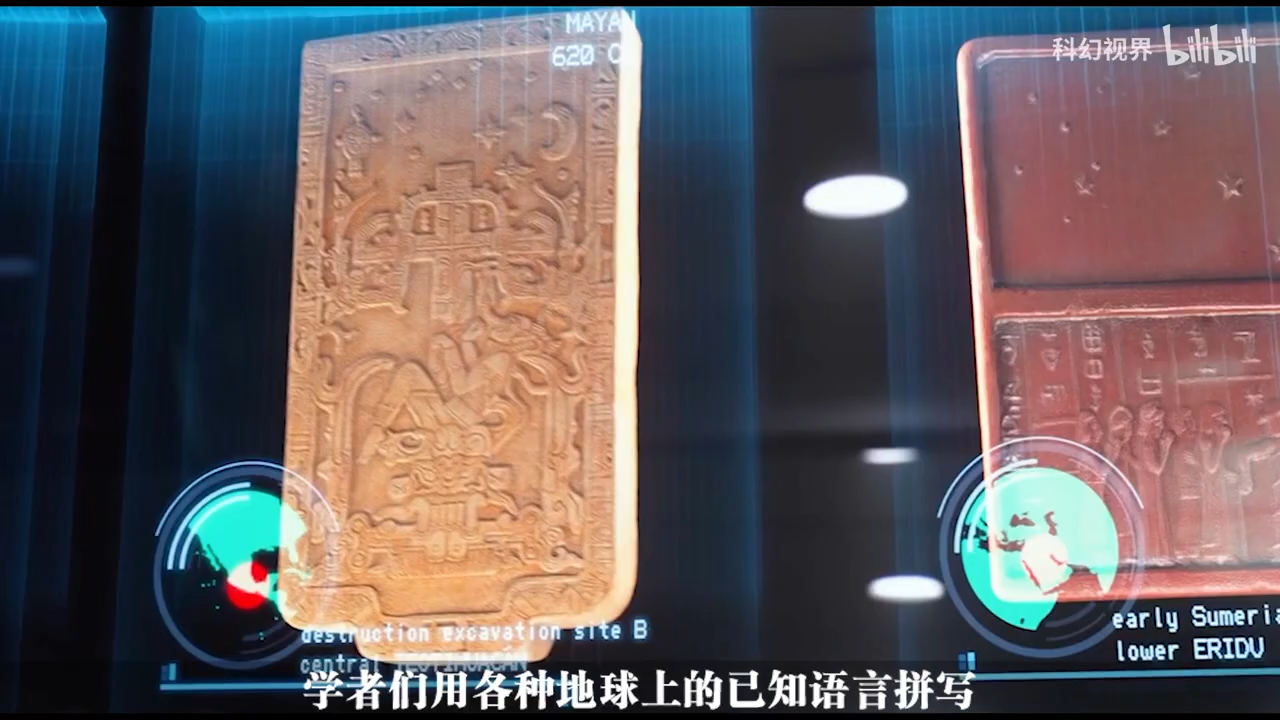 MAYAN
620 C
科幻视界 bilibili
destruction excavation site B
central TEOTIHUACÁN
early Sumeria
lower ERIDU
学者们用各种地球上的已知语言拼写